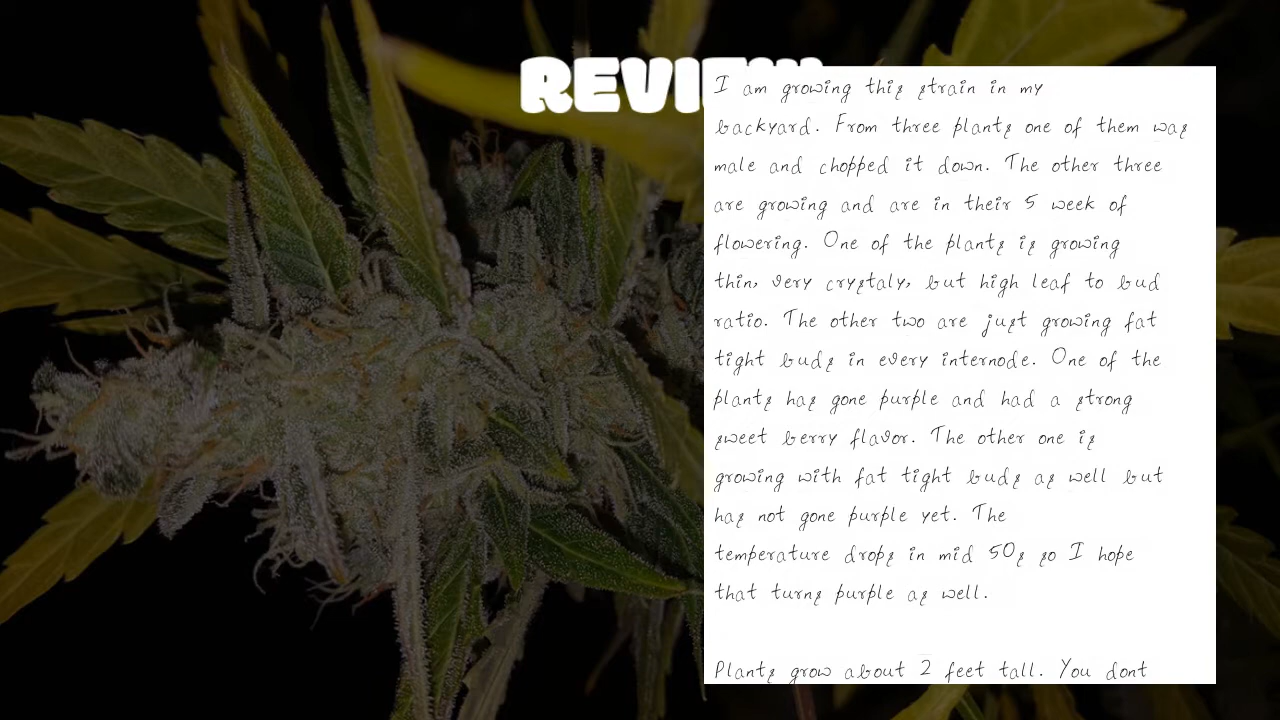 REVIEW
I am growing this strain in my
backyard. From three plants one of them was
male and chopped it down. The other three
are growing and are in their 5 week of
flowering. One of the plants is growing
thin, very crystaly, but high leaf to bud
ratio. The other two are just growing fat
tight buds in every internode. One of the
plants has gone purple and had a strong
sweet berry flavor. The other one is
growing with fat tight buds as well but
has not gone purple yet. The
temperature drops in mid 50s so I hope
that turns purple as well.
Plants grow about 2 feet tall. You dont